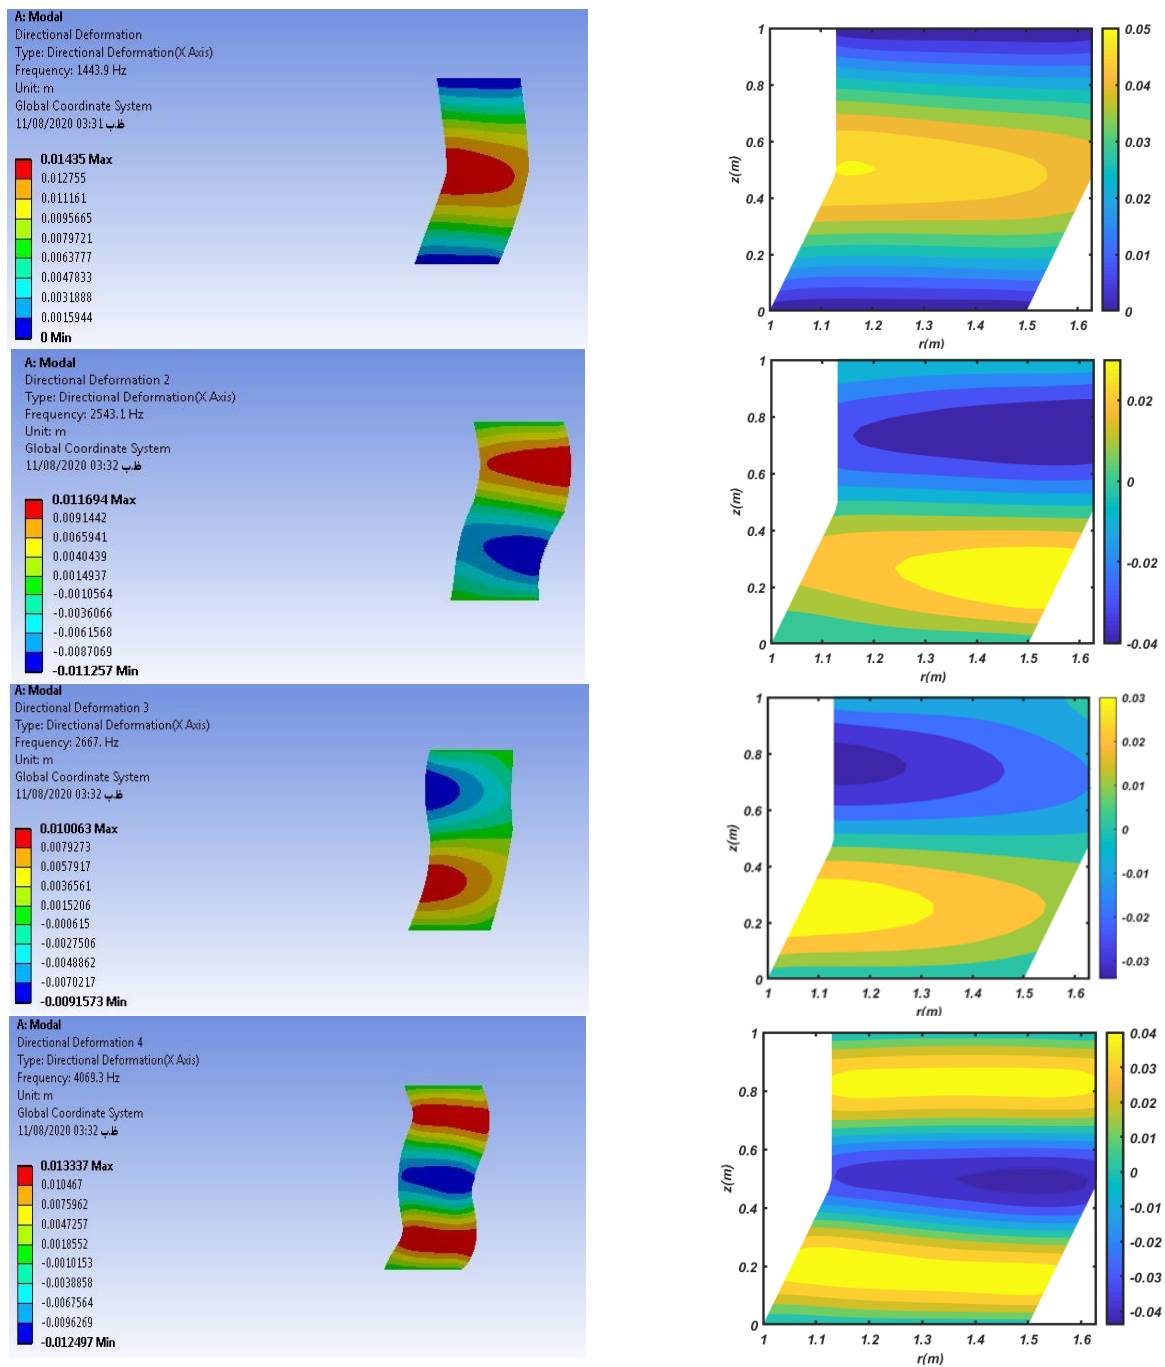 A: Modal
Directional Deformation
Type: Directional Deformation(X Axis)
Frequency: 1443.9 Hz
Unit: m
Global Coordinate System
11/08/2020 03:31 ظ.ب
0.01435 Max
0.012755
0.011161
0.0095665
0.0079721
0.0063777
0.0047833
0.0031888
0.0015944
0 Min
1
0.8
0.6
0.4
0.2
0
z(m)
1
1.1
1.2
1.3
1.4
1.5
1.6
r(m)
0.05
0.04
0.03
0.02
0.01
0
A: Modal
Directional Deformation 2
Type: Directional Deformation(X Axis)
Frequency: 2543.1 Hz
Unit: m
Global Coordinate System
11/08/2020 03:32 ظ.ب
0.011694 Max
0.0091442
0.0065941
0.0040439
0.0014937
-0.0010564
-0.0036066
-0.0061568
-0.0087069
-0.011257 Min
1
0.8
0.6
0.4
0.2
0
z(m)
1
1.1
1.2
1.3
1.4
1.5
1.6
r(m)
0.02
0
-0.02
-0.04
A: Modal
Directional Deformation 3
Type: Directional Deformation(X Axis)
Frequency: 2667. Hz
Unit: m
Global Coordinate System
11/08/2020 03:32 ظ.ب
0.010063 Max
0.0079273
0.0057917
0.0036561
0.0015206
-0.000615
-0.0027506
-0.0048862
-0.0070217
-0.0091573 Min
1
0.8
0.6
0.4
0.2
0
z(m)
1
1.1
1.2
1.3
1.4
1.5
1.6
r(m)
0.03
0.02
0.01
0
-0.01
-0.02
-0.03
A: Modal
Directional Deformation 4
Type: Directional Deformation(X Axis)
Frequency: 4069.3 Hz
Unit: m
Global Coordinate System
11/08/2020 03:32 ظ.ب
0.013337 Max
0.010467
0.0075962
0.0047257
0.0018552
-0.0010153
-0.0038858
-0.0067564
-0.0096269
-0.012497 Min
1
0.8
0.6
0.4
0.2
0
z(m)
1
1.1
1.2
1.3
1.4
1.5
1.6
r(m)
0.04
0.03
0.02
0.01
0
-0.01
-0.02
-0.03
-0.04